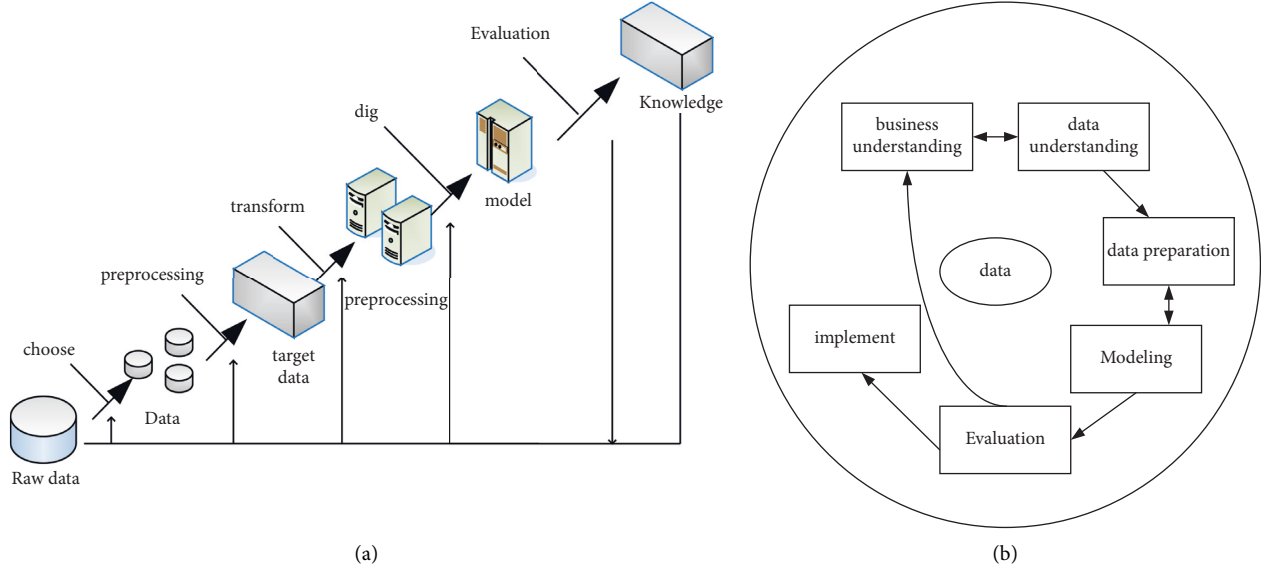 Evaluation
Knowledge
dig
model
transform
preprocessing
preprocessing
target
data
choose
Data
Raw data
(a)
business
understanding
data
understanding
data preparation
data
implement
Modeling
Evaluation
(b)